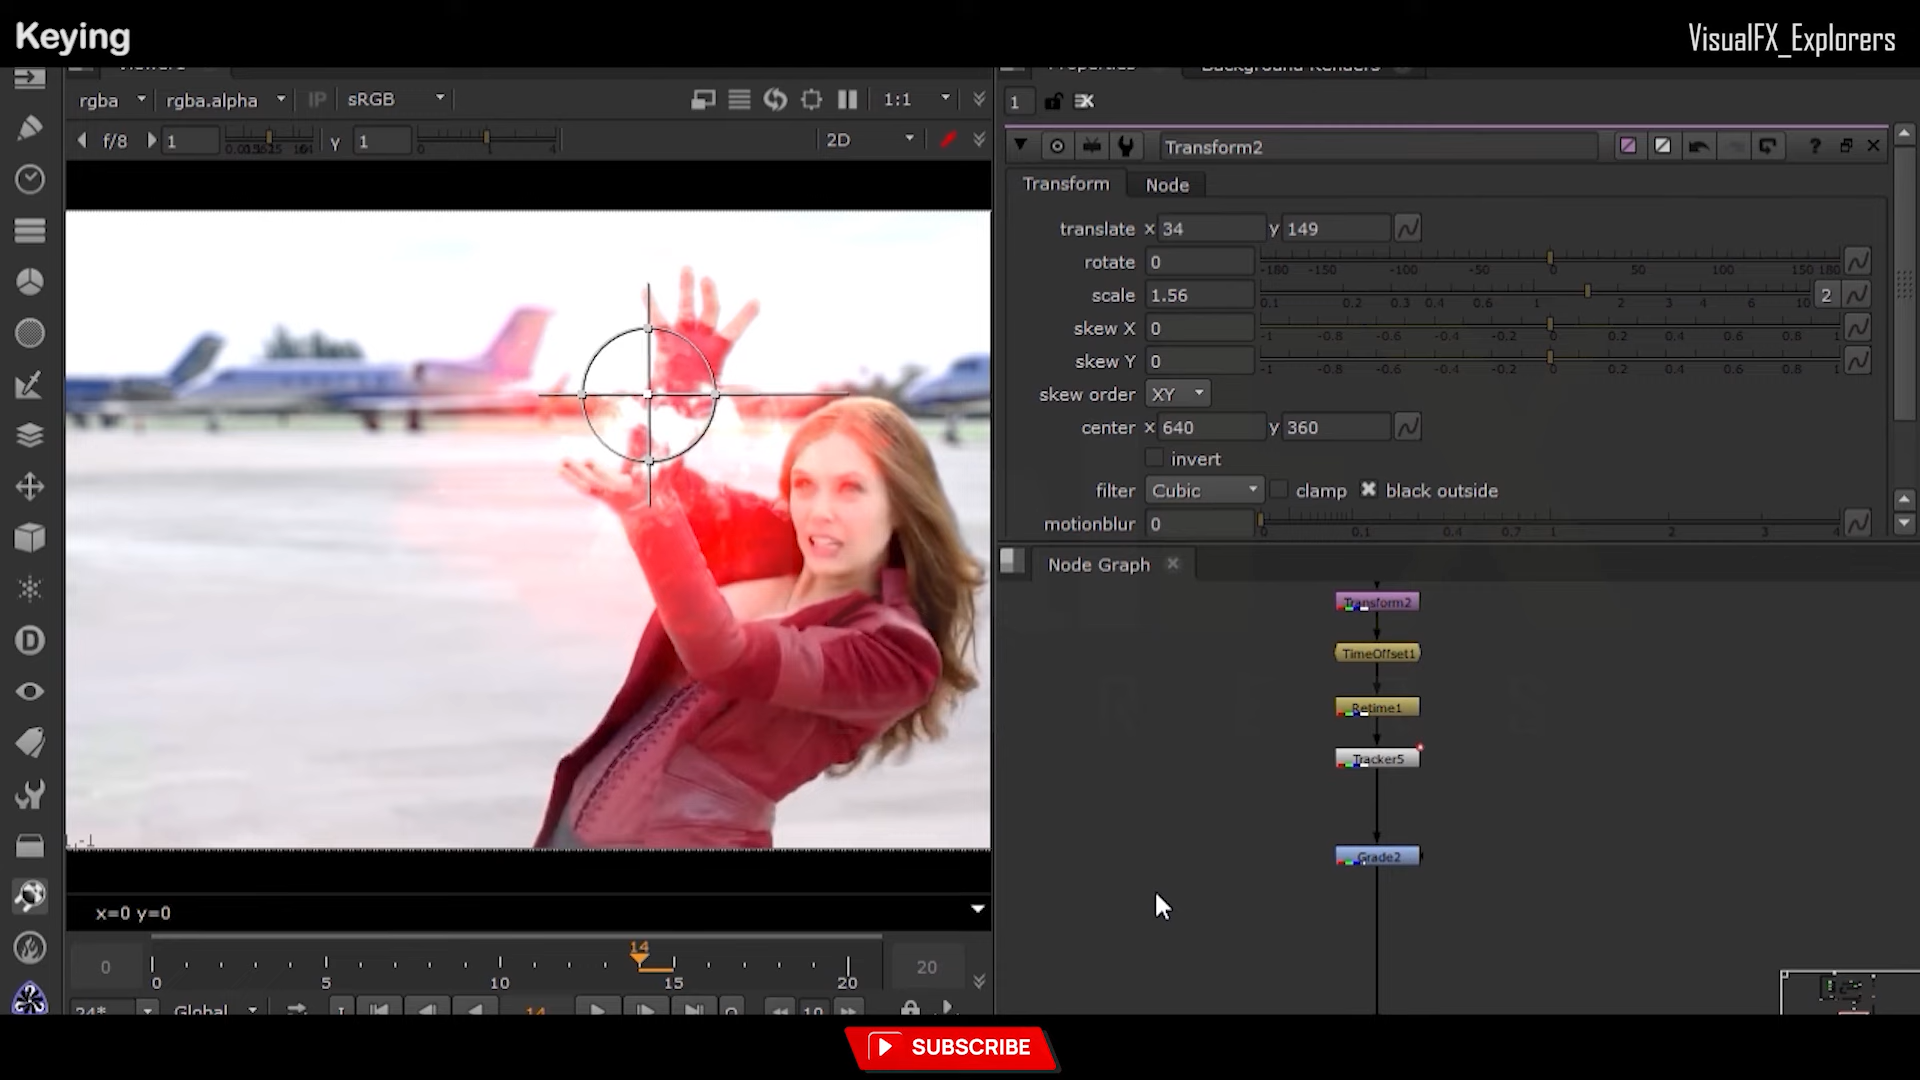 Keying
VisualFX_Explorers
rgba rgba.alpha IP sRGB 1:1
f/8 1 y 1 2D
1
Transform2
Transform Node
translate x 34 y 149
rotate 0 -180 -150 -100 -50 0 50 100 150 180
scale 1.56 0.1 0.2 0.3 0.4 0.6 1 2 3 4 6 10 2
skew X 0 -1 -0.8 -0.6 -0.4 -0.2 0 0.2 0.4 0.6 0.8 1
skew Y 0 -1 -0.8 -0.6 -0.4 -0.2 0 0.2 0.4 0.6 0.8 1
skew order XY
center x 640 y 360
invert
filter Cubic clamp black outside
motionblur 0 0 0.1 0.4 0.7 1 2 3 4
Node Graph
Transform2
TimeOffset1
Retime1
Tracker5
Grade2
x=0 y=0
14
0 0 5 10 15 20 20
24* Global 14 10
SUBSCRIBE